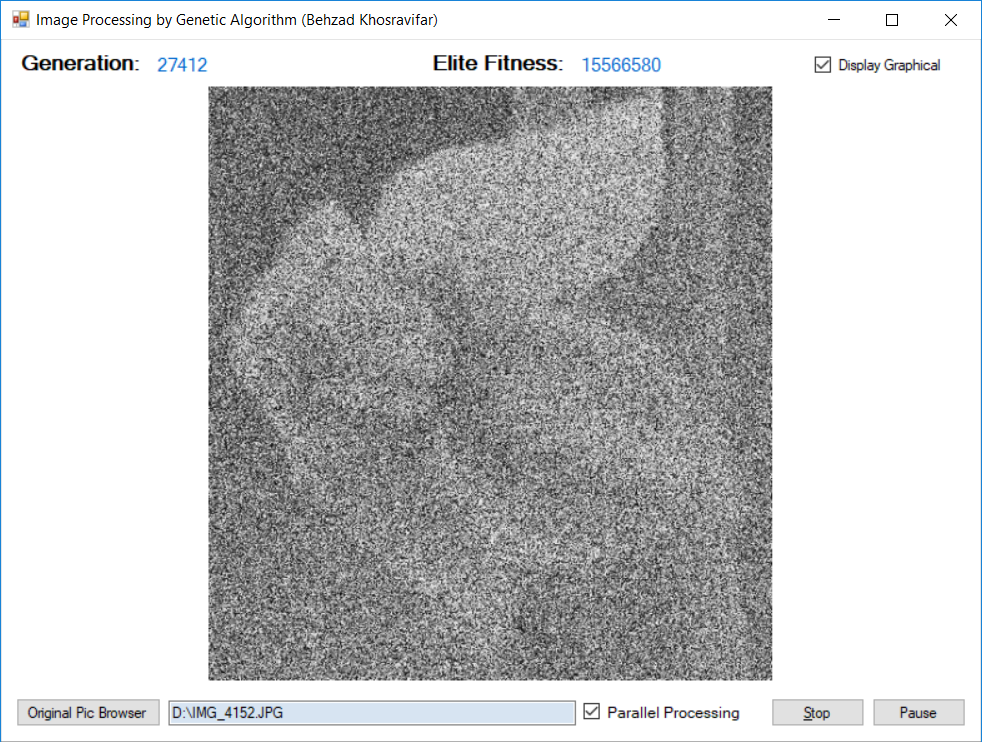 Image Processing by Genetic Algorithm (Behzad Khosravifar)
Generation: 27412 Elite Fitness: 15566580 Display Graphical
Original Pic Browser D:\IMG_4152.JPG Parallel Processing Stop Pause